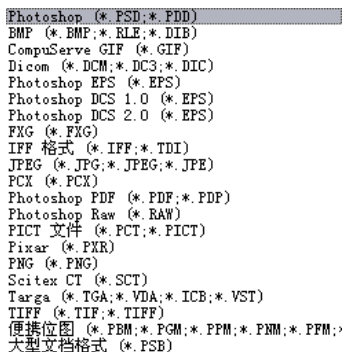 Photoshop (*.PSD;*.PDD)
BMP (*.BMP;*.RLE;*.DIB)
CompuServe GIF (*.GIF)
Dicom (*.DCM;*.DC3;*.DIC)
Photoshop EPS (*.EPS)
Photoshop DCS 1.0 (*.EPS)
Photoshop DCS 2.0 (*.EPS)
FXG (*.FXG)
IFF 格式 (*.IFF;*.TDI)
JPEG (*.JPG;*.JPEG;*.JPE)
PCX (*.PCX)
Photoshop PDF (*.PDF;*.PDP)
Photoshop Raw (*.RAW)
PICT 文件 (*.PCT;*.PICT)
Pixar (*.PXR)
PNG (*.PNG)
Scitex CT (*.SCT)
Targa (*.TGA;*.VDA;*.ICB;*.VST)
TIFF (*.TIF;*.TIFF)
便携位图 (*.PBM;*.PGM;*.PPM;*.PNM;*.PFM;*
大型文档格式 (*.PSB)